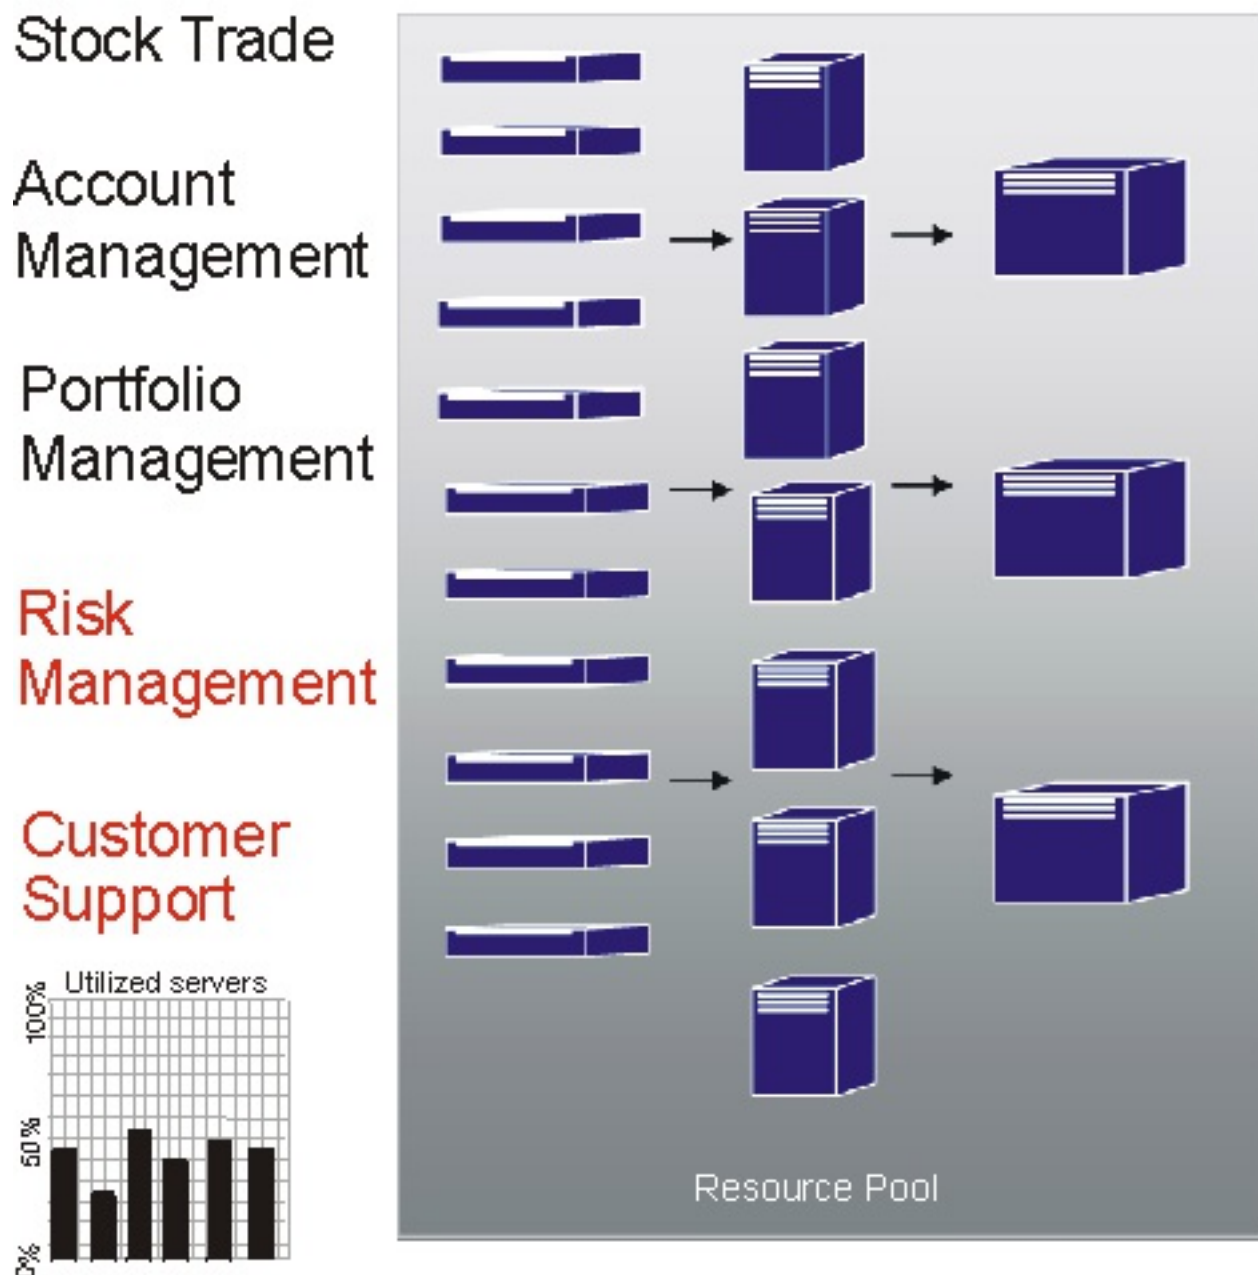 Stock Trade
Account
Management
Portfolio
Management
Risk
Management
Customer
Support
Utilized servers
100%
50%
0%
Resource Pool